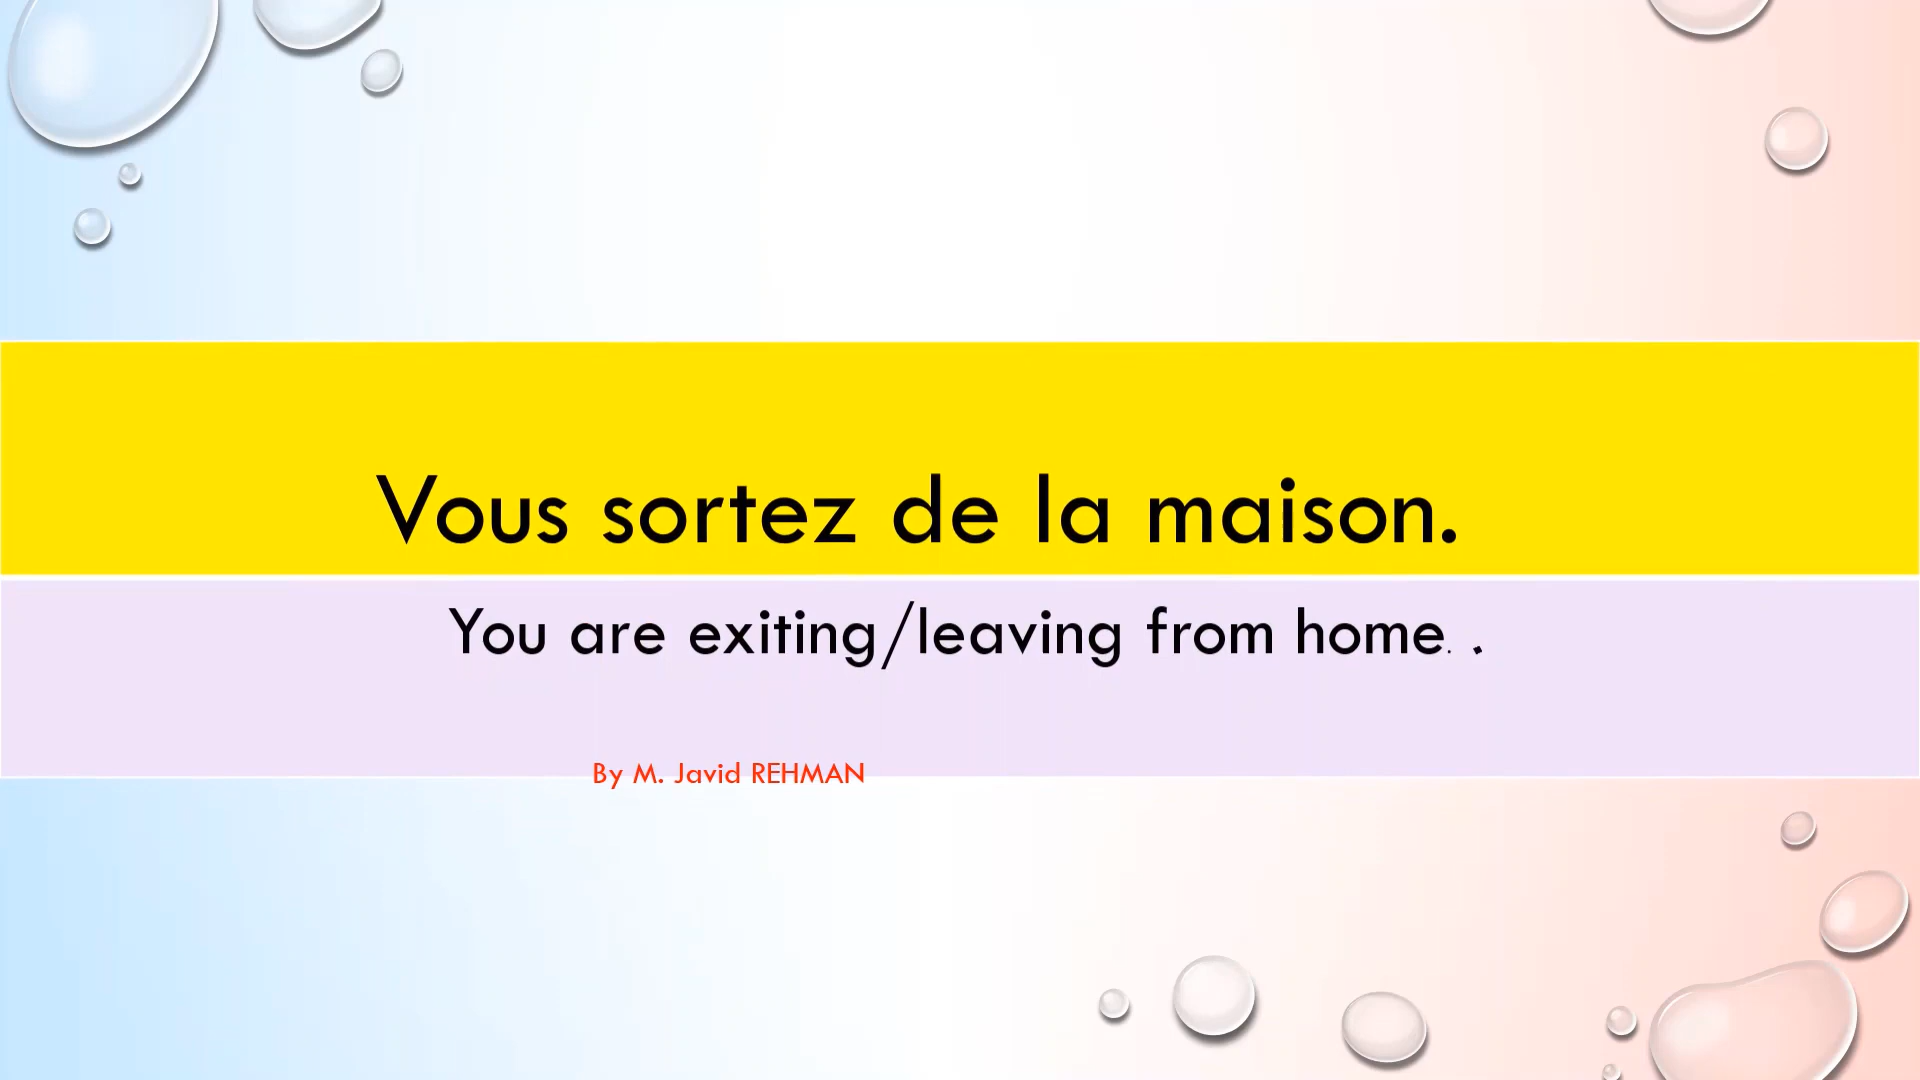 Vous sortez de la maison.
You are exiting/leaving from home. .
By M. Javid REHMAN